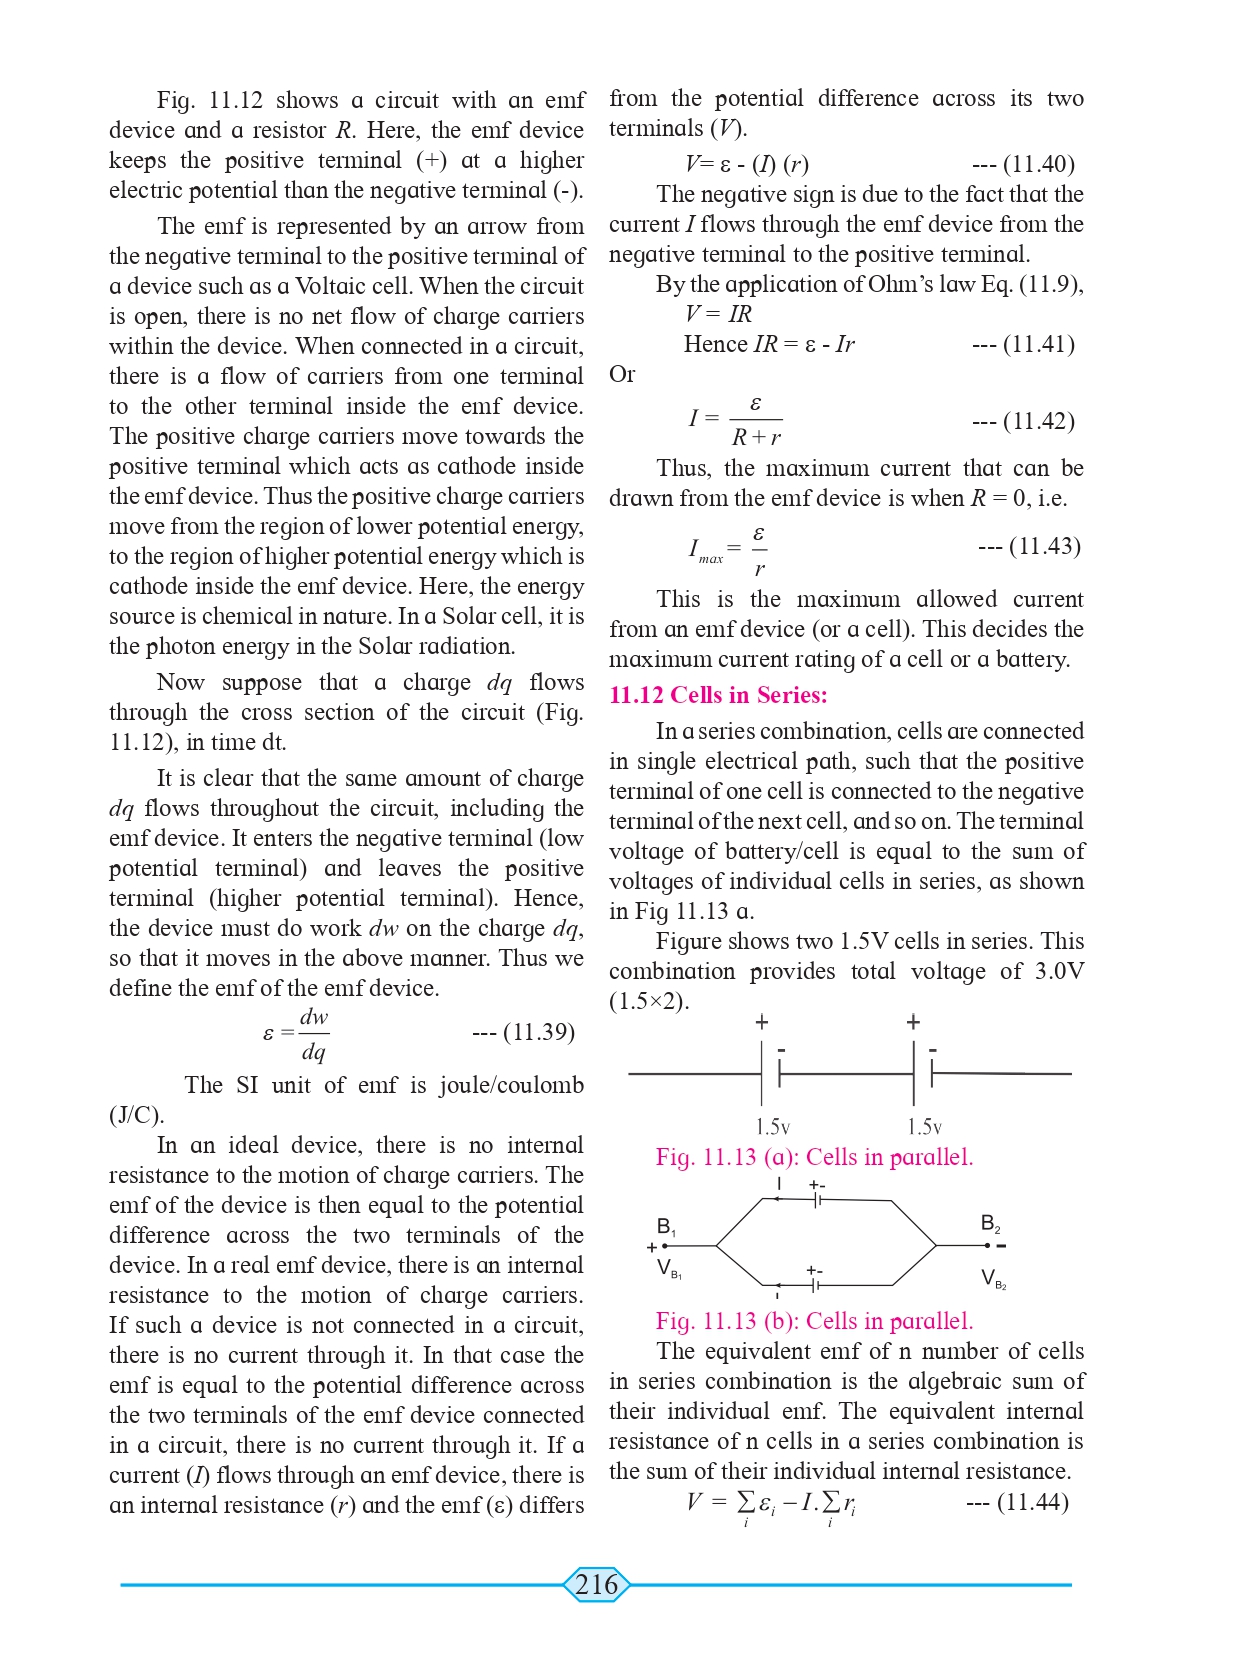 Fig. 11.12 shows a circuit with an emf
device and a resistor R. Here, the emf device
keeps the positive terminal (+) at a higher
electric potential than the negative terminal (-).
The emf is represented by an arrow from
the negative terminal to the positive terminal of
a device such as a Voltaic cell. When the circuit
is open, there is no net flow of charge carriers
within the device. When connected in a circuit,
there is a flow of carriers from one terminal
to the other terminal inside the emf device.
The positive charge carriers move towards the
positive terminal which acts as cathode inside
the emf device. Thus the positive charge carriers
move from the region of lower potential energy,
to the region of higher potential energy which is
cathode inside the emf device. Here, the energy
source is chemical in nature. In a Solar cell, it is
the photon energy in the Solar radiation.
Now suppose that a charge dq flows
through the cross section of the circuit (Fig.
11.12), in time dt.
It is clear that the same amount of charge
dq flows throughout the circuit, including the
emf device. It enters the negative terminal (low
potential terminal) and leaves the positive
terminal (higher potential terminal). Hence,
the device must do work dw on the charge dq,
so that it moves in the above manner. Thus we
define the emf of the emf device.
ε = dw/dq --- (11.39)
The SI unit of emf is joule/coulomb
(J/C).
In an ideal device, there is no internal
resistance to the motion of charge carriers. The
emf of the device is then equal to the potential
difference across the two terminals of the
device. In a real emf device, there is an internal
resistance to the motion of charge carriers.
If such a device is not connected in a circuit,
there is no current through it. In that case the
emf is equal to the potential difference across
the two terminals of the emf device connected
in a circuit, there is no current through it. If a
current (I) flows through an emf device, there is
an internal resistance (r) and the emf (ε) differs
from the potential difference across its two
terminals (V).
V= ε - (I) (r) --- (11.40)
The negative sign is due to the fact that the
current I flows through the emf device from the
negative terminal to the positive terminal.
By the application of Ohm’s law Eq. (11.9),
V = IR
Hence IR = ε - Ir --- (11.41)
Or
I = ε/(R + r) --- (11.42)
Thus, the maximum current that can be
drawn from the emf device is when R = 0, i.e.
I_max = ε/r --- (11.43)
This is the maximum allowed current
from an emf device (or a cell). This decides the
maximum current rating of a cell or a battery.
11.12 Cells in Series:
In a series combination, cells are connected
in single electrical path, such that the positive
terminal of one cell is connected to the negative
terminal of the next cell, and so on. The terminal
voltage of battery/cell is equal to the sum of
voltages of individual cells in series, as shown
in Fig 11.13 a.
Figure shows two 1.5V cells in series. This
combination provides total voltage of 3.0V
(1.5×2).
+ +
- -
1.5v 1.5v
Fig. 11.13 (a): Cells in parallel.
I +-
B₁ B₂
+ -
V_B₁ +- V_B₂
I
Fig. 11.13 (b): Cells in parallel.
The equivalent emf of n number of cells
in series combination is the algebraic sum of
their individual emf. The equivalent internal
resistance of n cells in a series combination is
the sum of their individual internal resistance.
V = ∑_i ε_i − I.∑_i r_i --- (11.44)
216